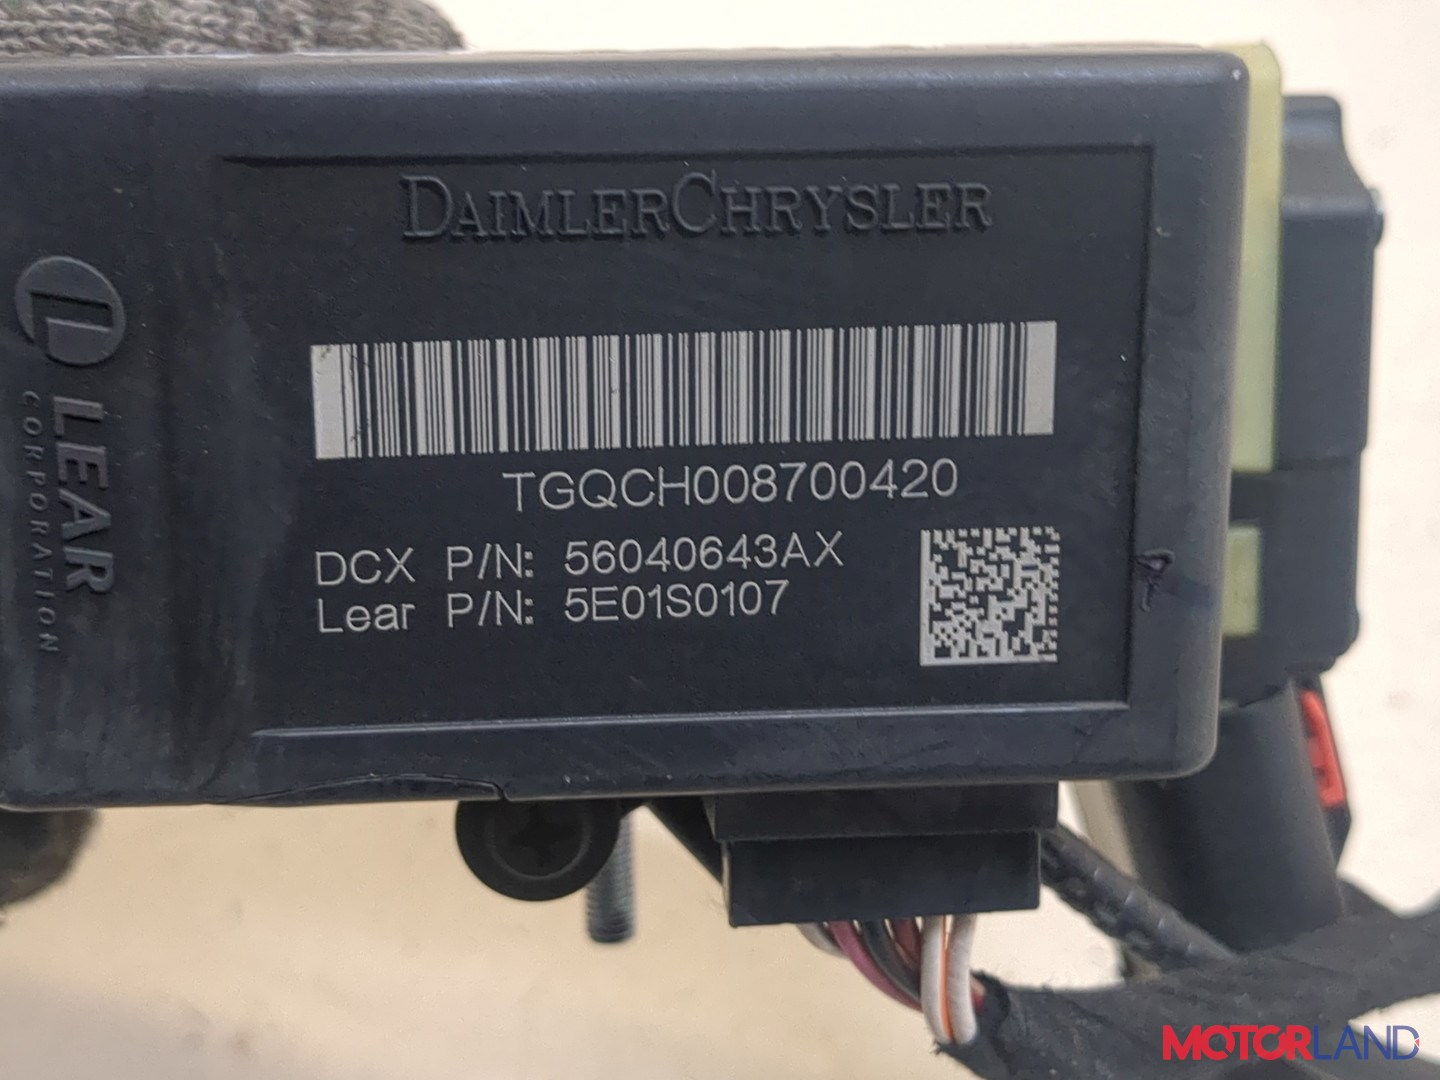 DAIMLERCHRYSLER
LEAR
CORPORATION
TGQCH008700420
DCX P/N: 56040643AX
Lear P/N: 5E01S0107
MOTORLAND